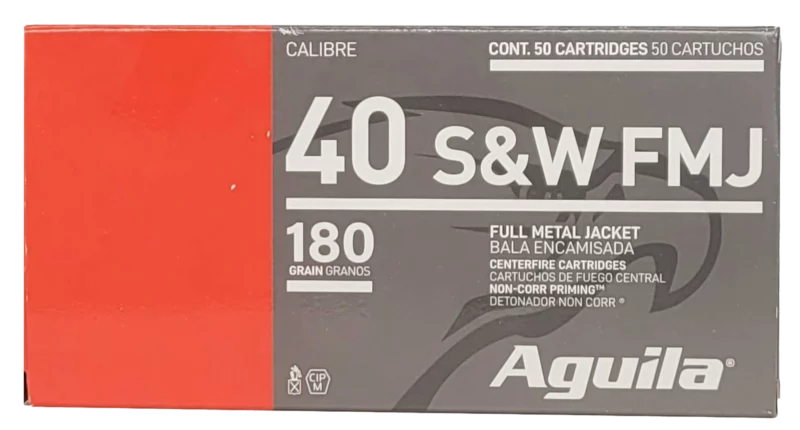 CALIBRE
CONT. 50 CARTRIDGES 50 CARTUCHOS
40 S&W FMJ
180
GRAIN GRANOS
FULL METAL JACKET
BALA ENCAMISADA
CENTERFIRE CARTRIDGES
CARTUCHOS DE FUEGO CENTRAL
NON-CORR PRIMING™
DETONADOR NON CORR ®
CIP
M
Aguila®